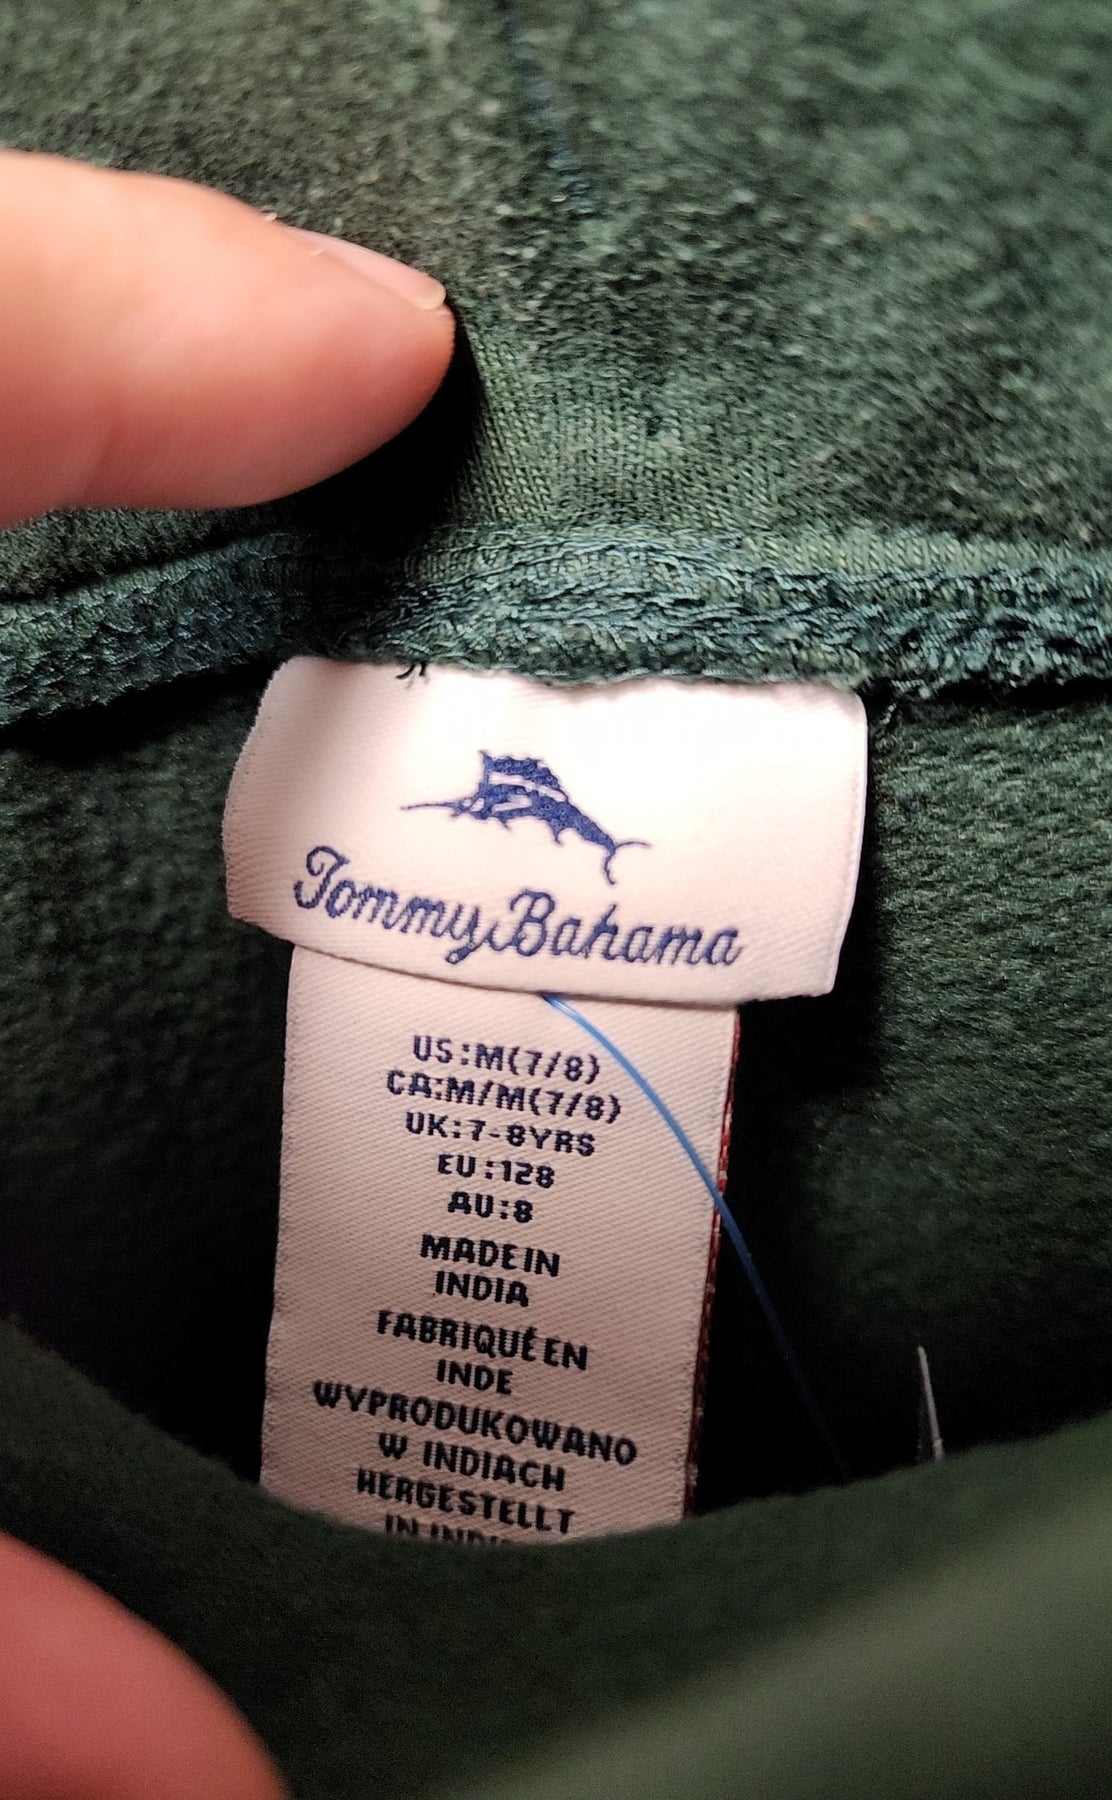 Tommy Bahama
US:M(7/8)
CA:M/M(7/8)
UK:7-8YRS
EU:128
AU:8
MADE IN
INDIA
FABRIQUÉ EN
INDE
WYPRODUKOWANO
W INDIACH
HERGESTELLT
IN